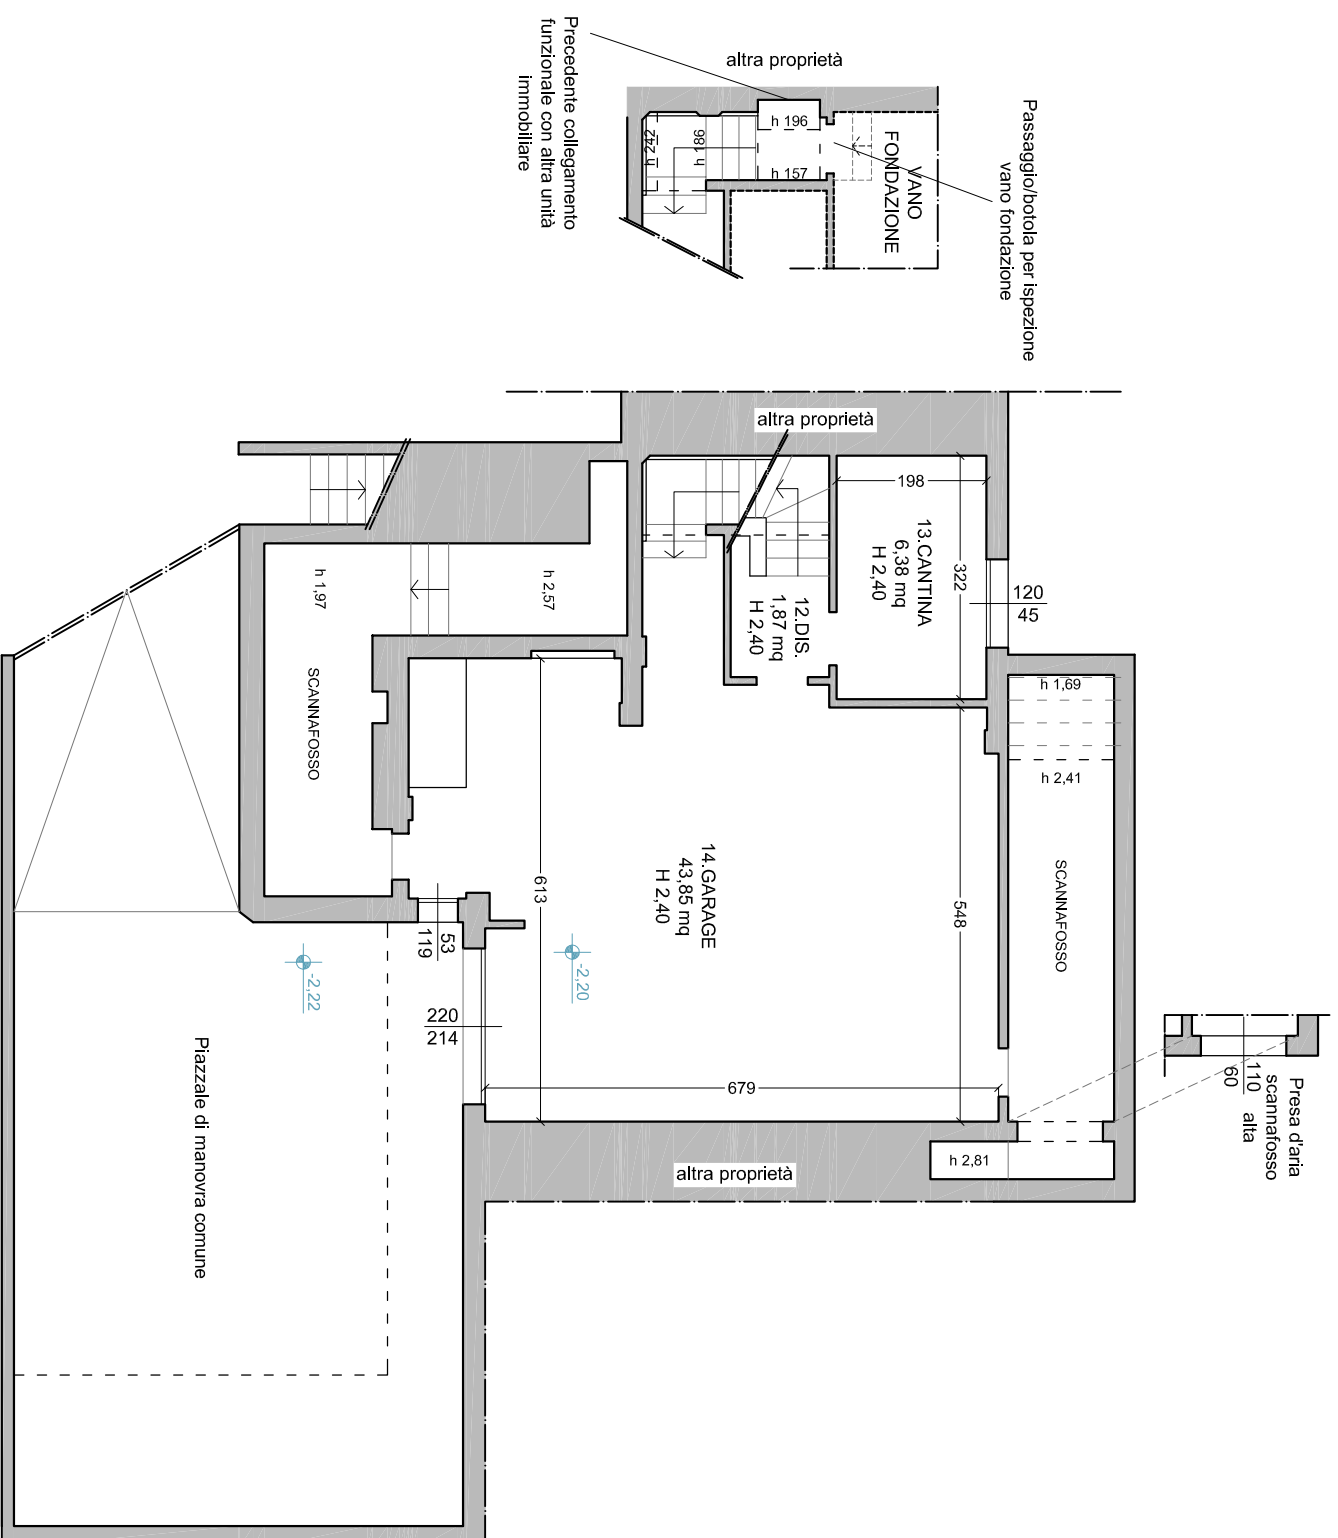 altra proprietà
Precedente collegamento
funzionale con altra unità
immobiliare
Passaggio/botola per ispezione
vano fondazione
h 196
h 157
h 242
h 186
VANO
FONDAZIONE
altra proprietà
198
322
13.CANTINA
6,38 mq
H 2,40
120
45
12.DIS.
1,87 mq
H 2,40
h 1,97
h 2,57
SCANNAFOSSO
h 1,69
h 2,41
SCANNAFOSSO
14.GARAGE
43,85 mq
H 2,40
613
548
679
53
119
-2,20
-2,22
220
214
Piazzale di manovra comune
altra proprietà
h 2,81
Presa d'aria
scannafosso
alta
110
60